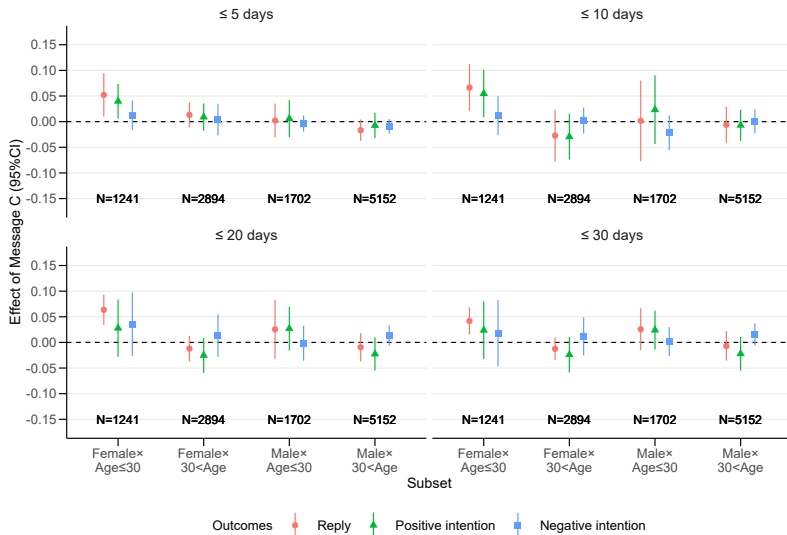 ≤ 5 days
≤ 10 days
0.15
0.10
0.05
0.00
−0.05
−0.10
−0.15
N=1241 N=2894 N=1702 N=5152
N=1241 N=2894 N=1702 N=5152
≤ 20 days
≤ 30 days
0.15
0.10
0.05
0.00
−0.05
−0.10
−0.15
N=1241 N=2894 N=1702 N=5152
N=1241 N=2894 N=1702 N=5152
Effect of Message C (95%CI)
Female× Female× Male× Male×
Age≤30 30<Age Age≤30 30<Age
Female× Female× Male× Male×
Age≤30 30<Age Age≤30 30<Age
Subset
Outcomes Reply Positive intention Negative intention